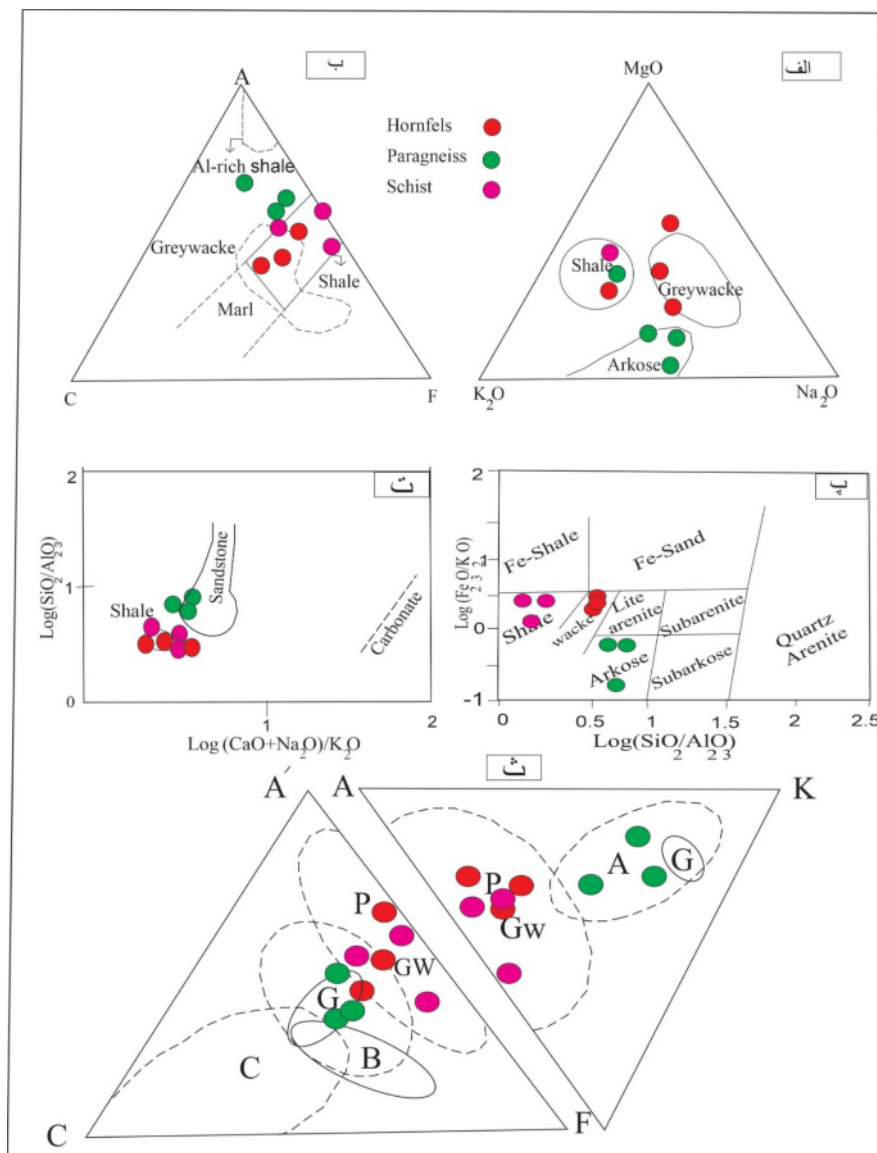 ب
الف
A
MgO
Hornfels
Paragneiss
Schist
Al-rich shale
Greywacke
Shale
Marl
C
F
Shale
Greywacke
Arkose
K2O
Na2O
ت
2
1
0
Log(SiO2/AlO23)
Sandstone
Shale
Carbonate
1
2
Log (CaO+Na2O)/K2O
پ
2
1
0
-1
Log (Fe2O3/K2O)
Fe-Shale
Fe-Sand
Shale
wacke
Lite
arenite
Subarenite
Arkose
Subarkose
Quartz
Arenite
0
0.5
1
1.5
2
2.5
Log(SiO2/AlO23)
ث
A
A
K
P
GW
G
B
C
C
F
P
Gw
A
G